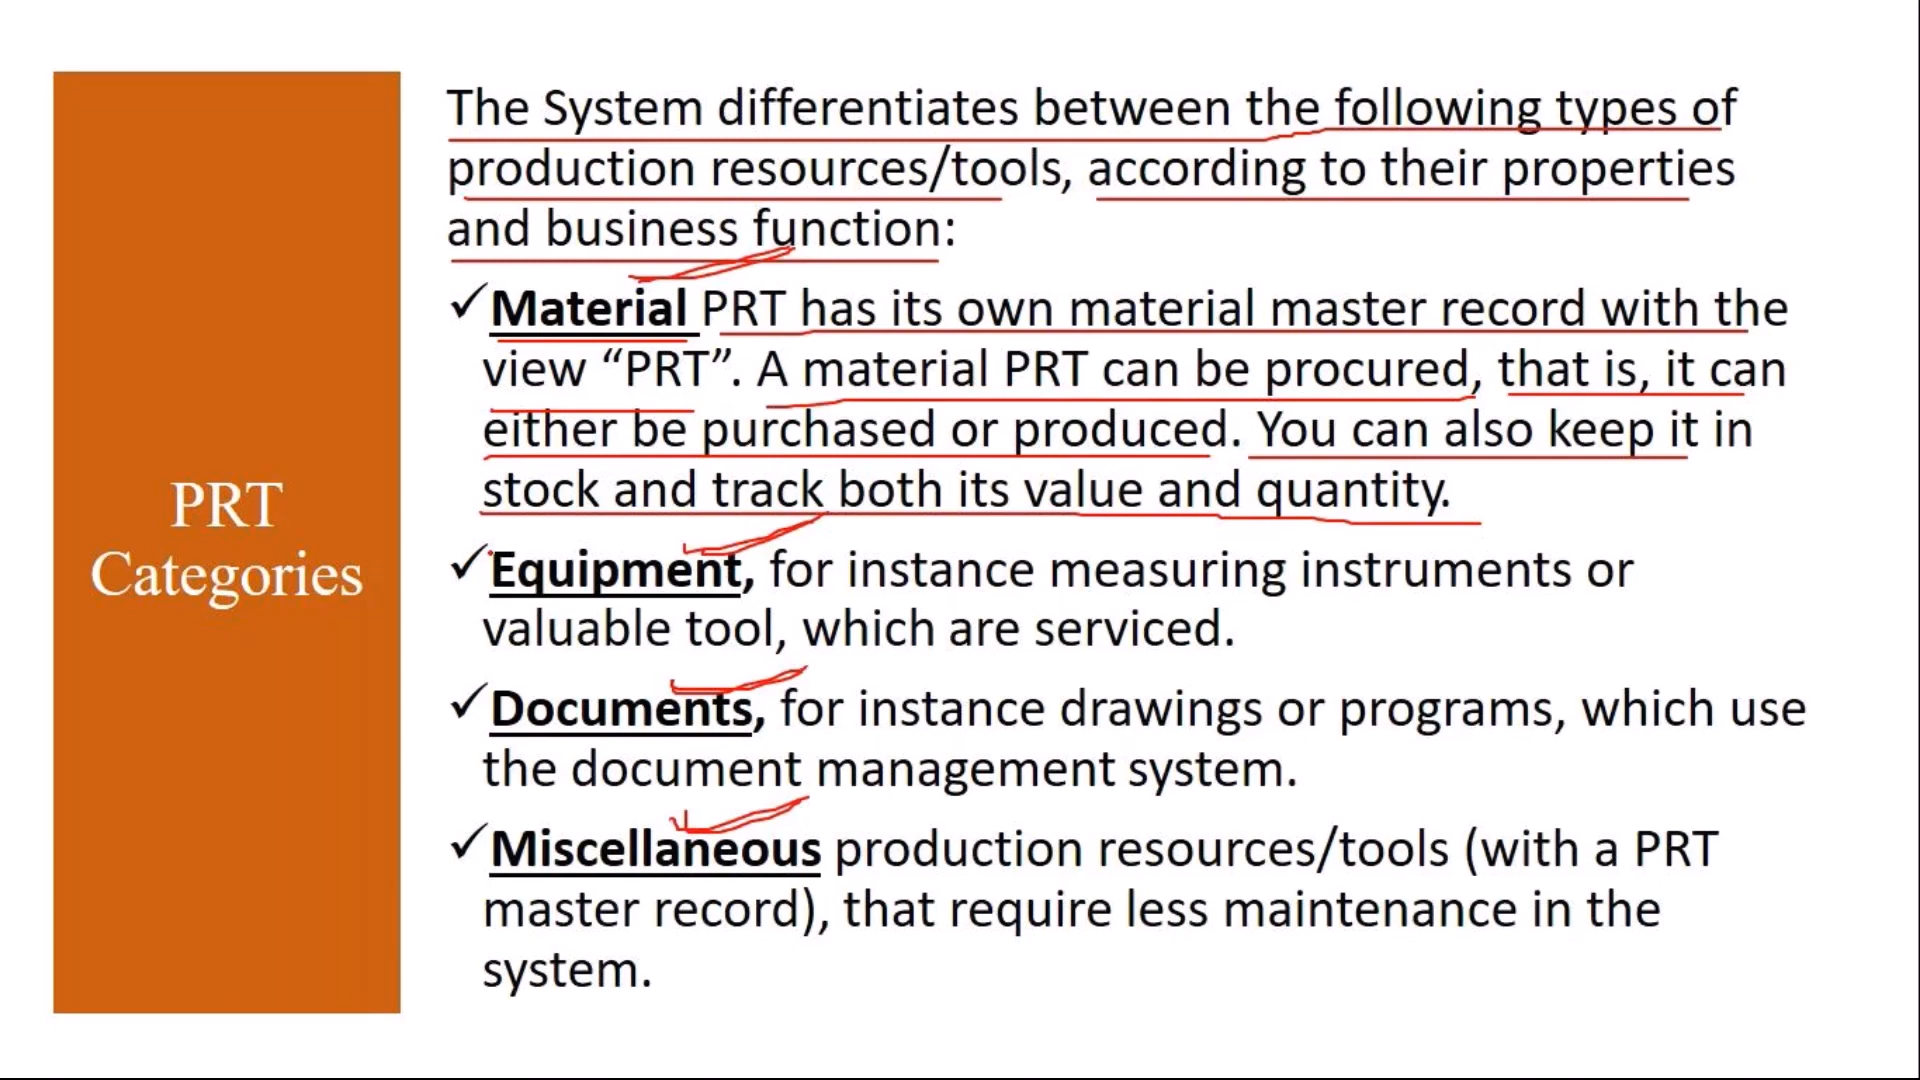 PRT
Categories
The System differentiates between the following types of
production resources/tools, according to their properties
and business function:
✓Material PRT has its own material master record with the
view “PRT”. A material PRT can be procured, that is, it can
either be purchased or produced. You can also keep it in
stock and track both its value and quantity.
✓Equipment, for instance measuring instruments or
valuable tool, which are serviced.
✓Documents, for instance drawings or programs, which use
the document management system.
✓Miscellaneous production resources/tools (with a PRT
master record), that require less maintenance in the
system.